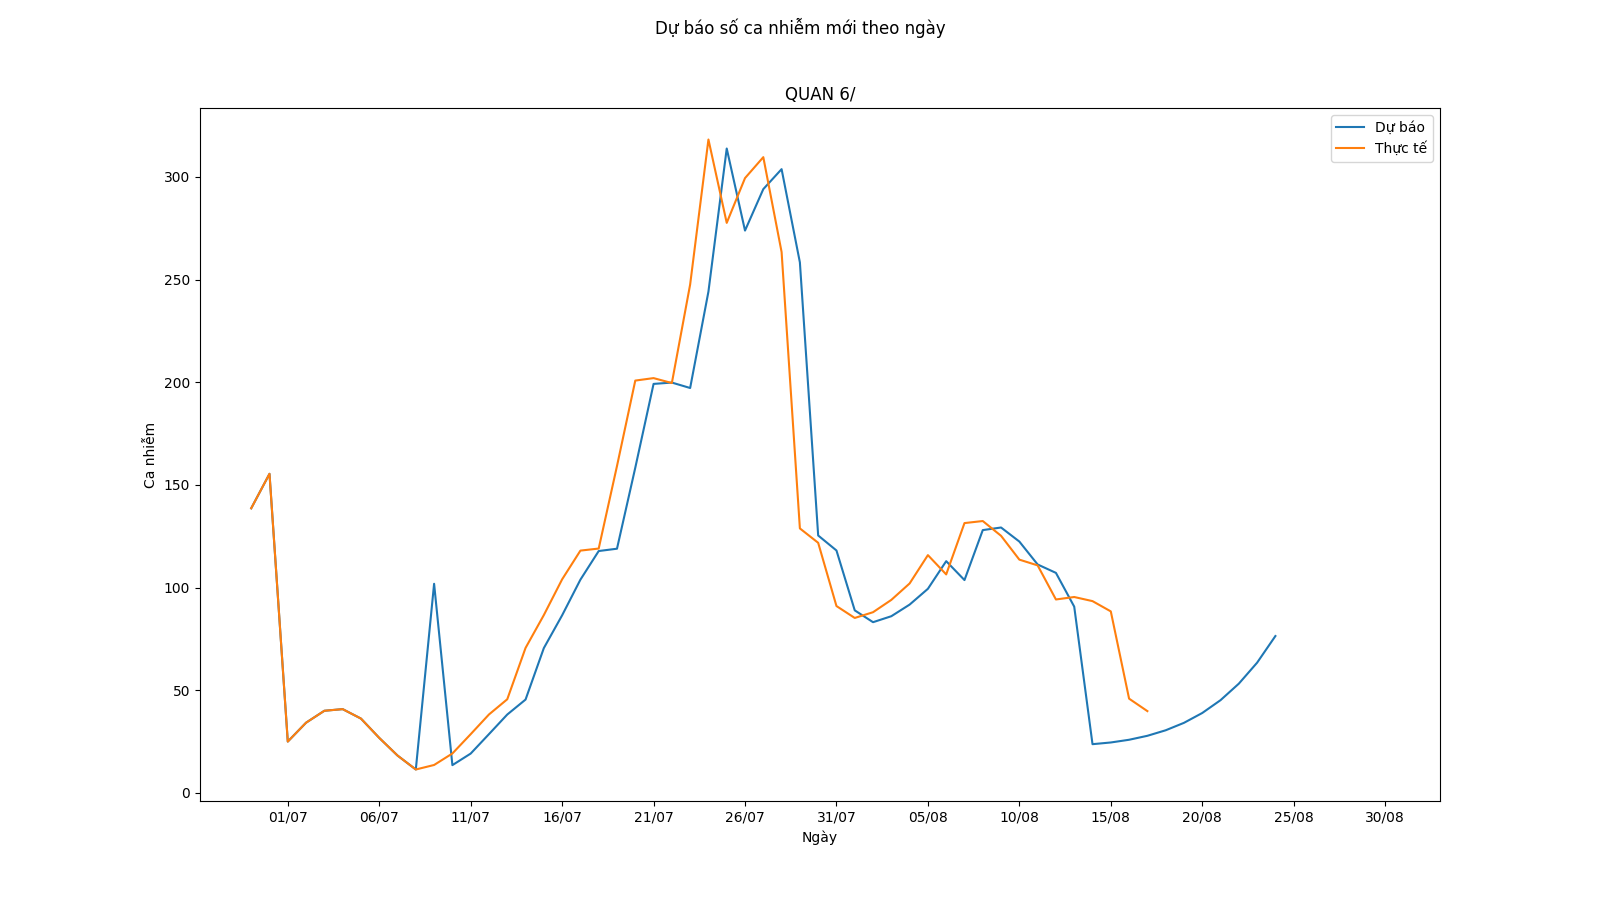 Dự báo số ca nhiễm mới theo ngày
QUAN 6/
Dự báo
Thực tế
Ca nhiễm
300
250
200
150
100
50
0
01/07 06/07 11/07 16/07 21/07 26/07 31/07 05/08 10/08 15/08 20/08 25/08 30/08
Ngày